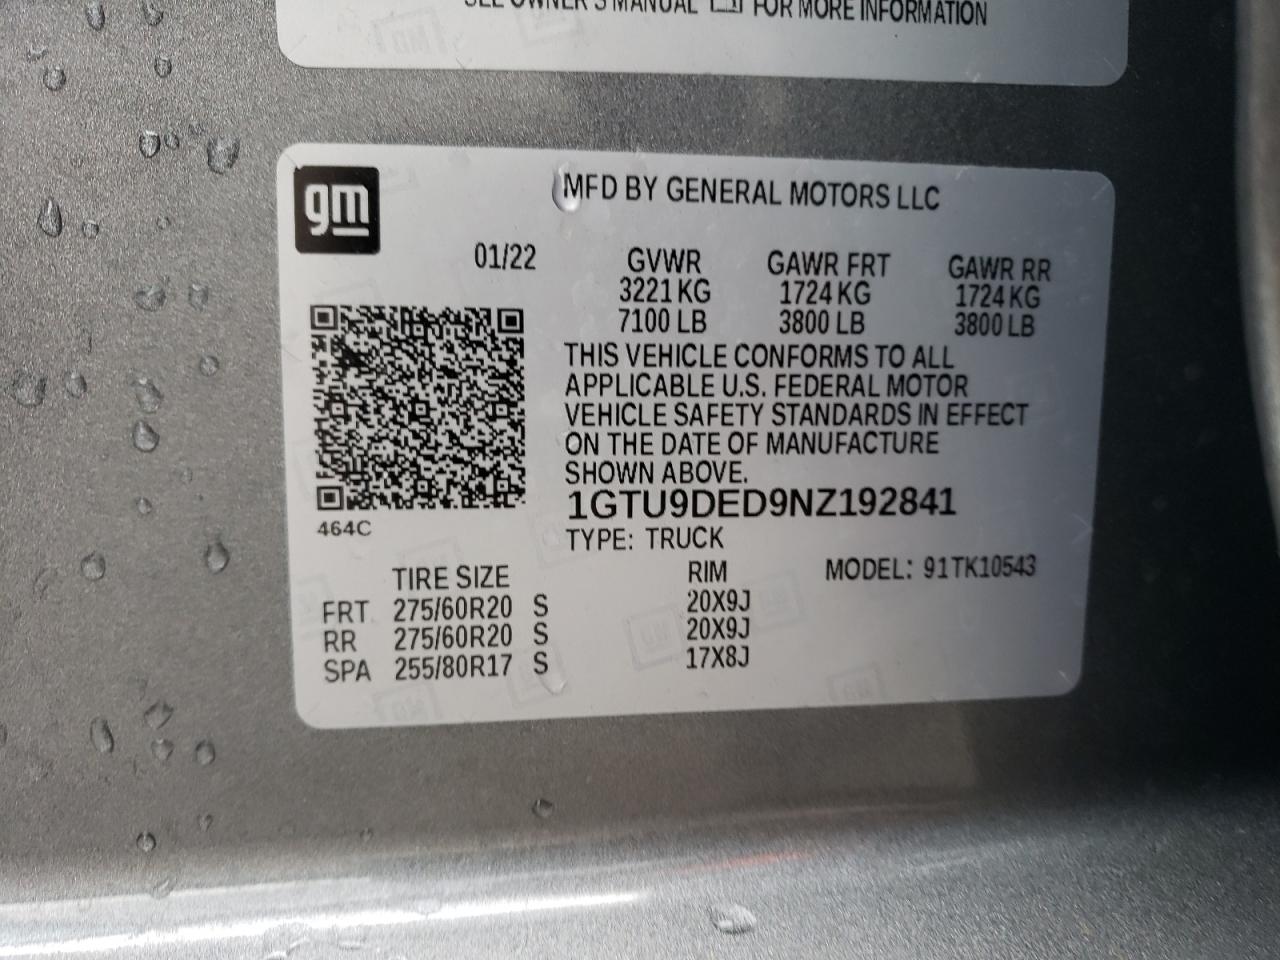 SEE OWNER'S MANUAL FOR MORE INFORMATION
gm
MFD BY GENERAL MOTORS LLC
01/22 GVWR GAWR FRT GAWR RR
3221 KG 1724 KG 1724 KG
7100 LB 3800 LB 3800 LB
THIS VEHICLE CONFORMS TO ALL
APPLICABLE U.S. FEDERAL MOTOR
VEHICLE SAFETY STANDARDS IN EFFECT
ON THE DATE OF MANUFACTURE
SHOWN ABOVE.
1GTU9DED9NZ192841
464C
TYPE: TRUCK
TIRE SIZE RIM MODEL: 91TK10543
FRT 275/60R20 S 20X9J
RR 275/60R20 S 20X9J
SPA 255/80R17 S 17X8J